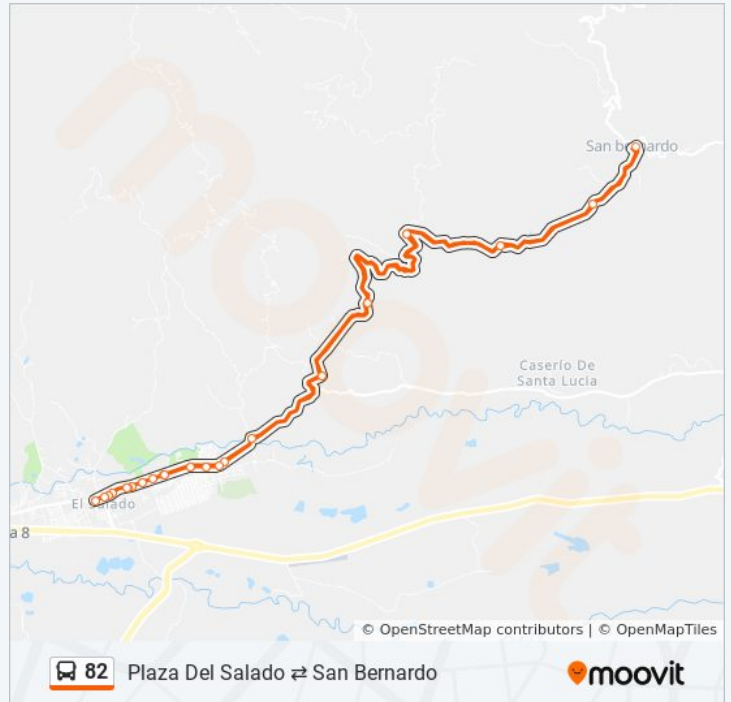 moovit
San bernardo
Caserío De
Santa Lucia
El Salado
a 8
© OpenStreetMap contributors | © OpenMapTiles
82 Plaza Del Salado ⇄ San Bernardo moovit